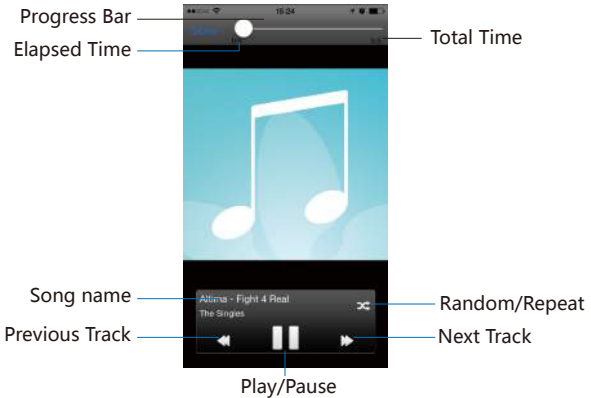 Progress Bar
15:24
Elapsed Time
Total Time
Song name
Altima - Fight 4 Real
The Singles
Random/Repeat
Previous Track
Next Track
Play/Pause